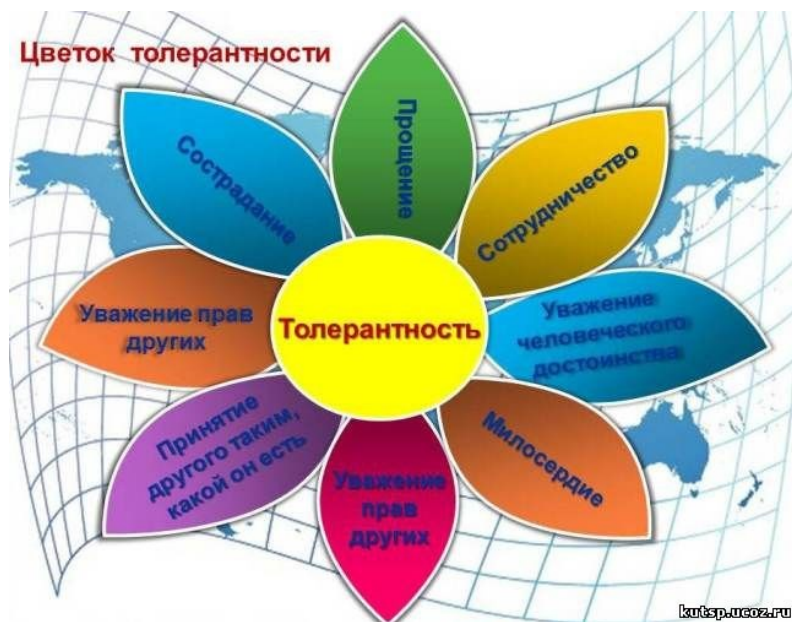 Цветок толерантности
Прощение
Сотрудничество
Уважение
человеческого
достоинства
Милосердие
Уважение
прав
других
Принятие
другого таким,
какой он есть
Уважение прав
других
Сострадание
Толерантность
kutsp.ucoz.ru